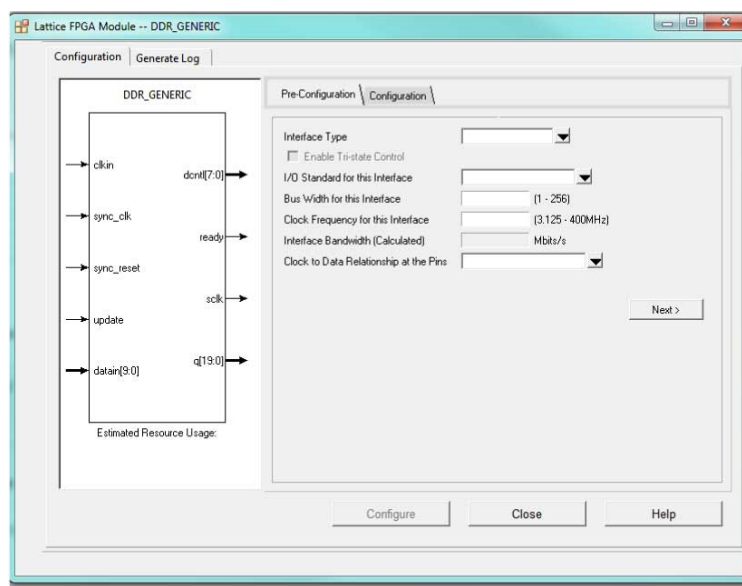 Lattice FPGA Module -- DDR_GENERIC
Configuration
Generate Log
DDR_GENERIC
clkin
dcntl[7:0]
sync_clk
ready
sync_reset
sclk
update
q[19:0]
datain[9:0]
Estimated Resource Usage:
Pre-Configuration
Configuration
Interface Type
Enable Tri-state Control
I/O Standard for this Interface
Bus Width for this Interface
(1 - 256)
Clock Frequency for this Interface
(3.125 - 400MHz)
Interface Bandwidth (Calculated)
Mbits/s
Clock to Data Relationship at the Pins
Next >
Configure
Close
Help